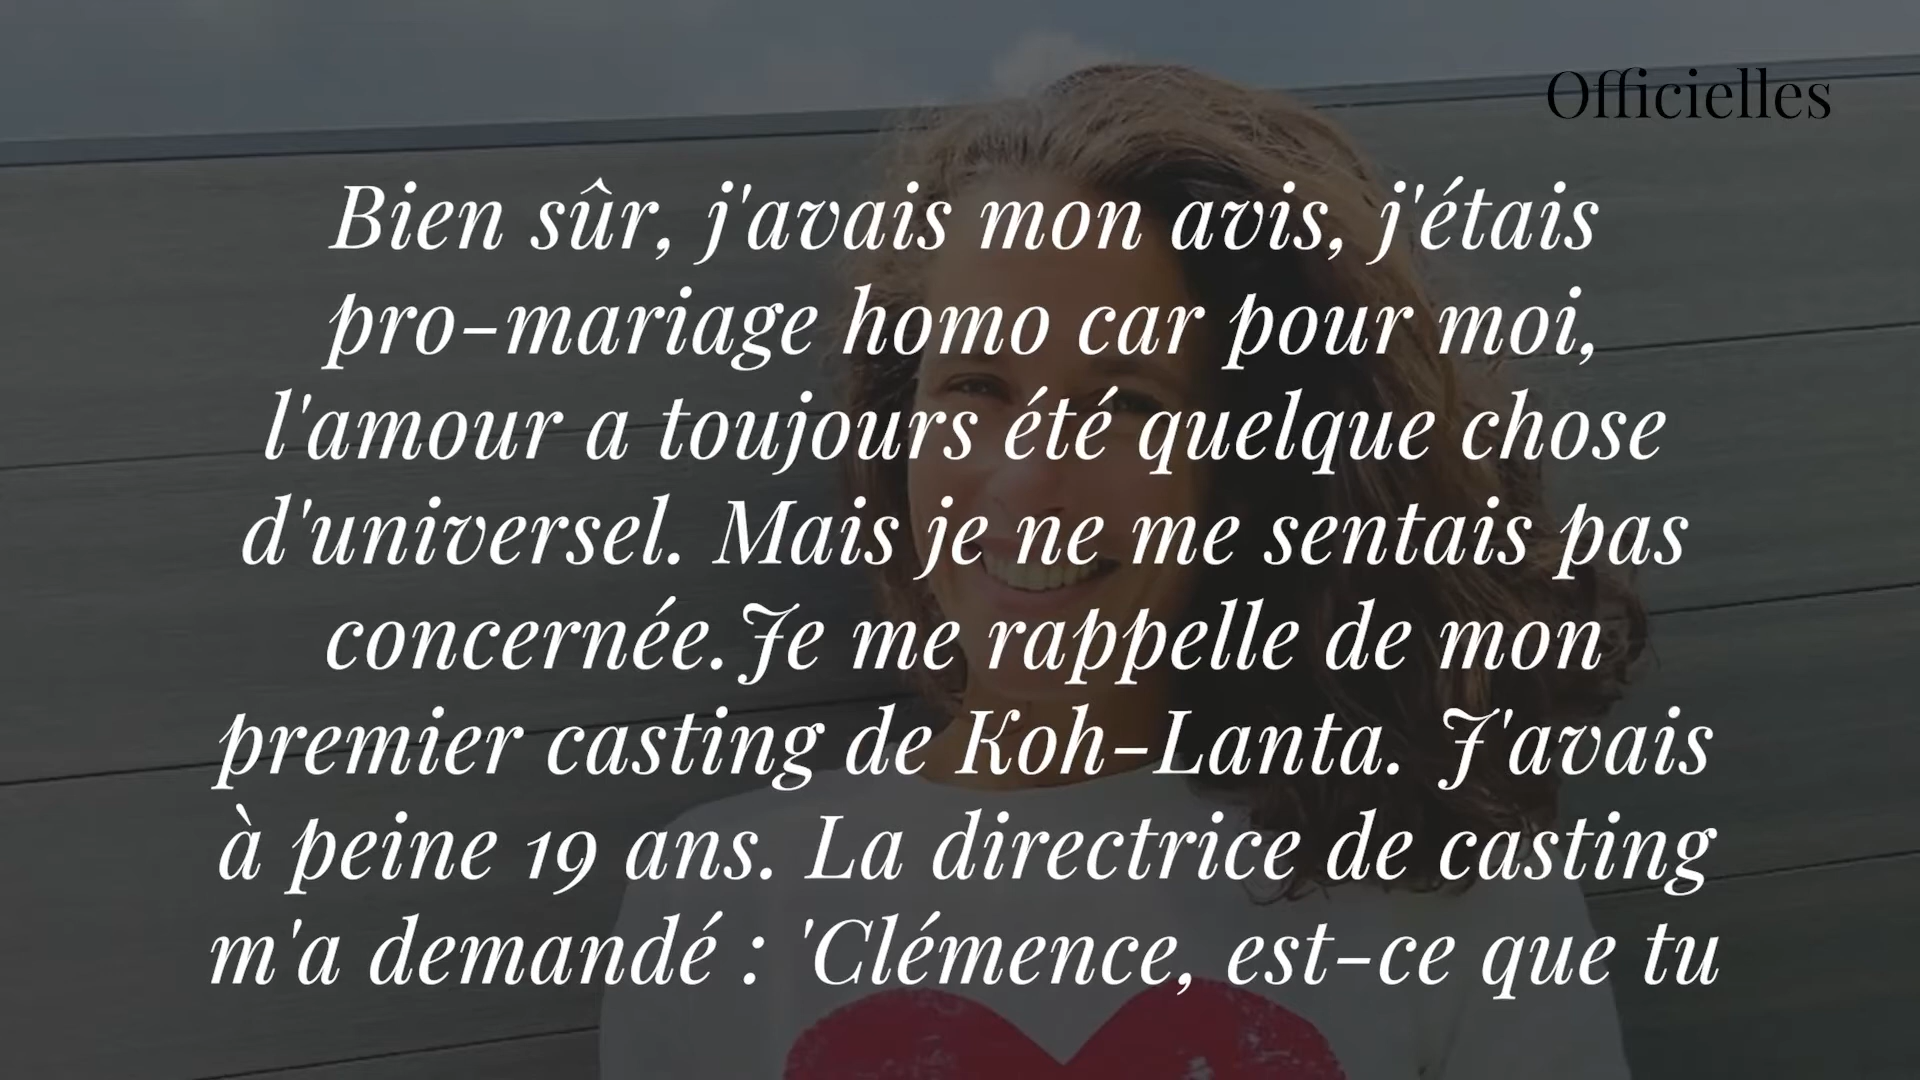 Officielles
Bien sûr, j'avais mon avis, j'étais
pro-mariage homo car pour moi,
l'amour a toujours été quelque chose
d'universel. Mais je ne me sentais pas
concernée.Je me rappelle de mon
premier casting de Koh-Lanta. J'avais
à peine 19 ans. La directrice de casting
m'a demandé : 'Clémence, est-ce que tu